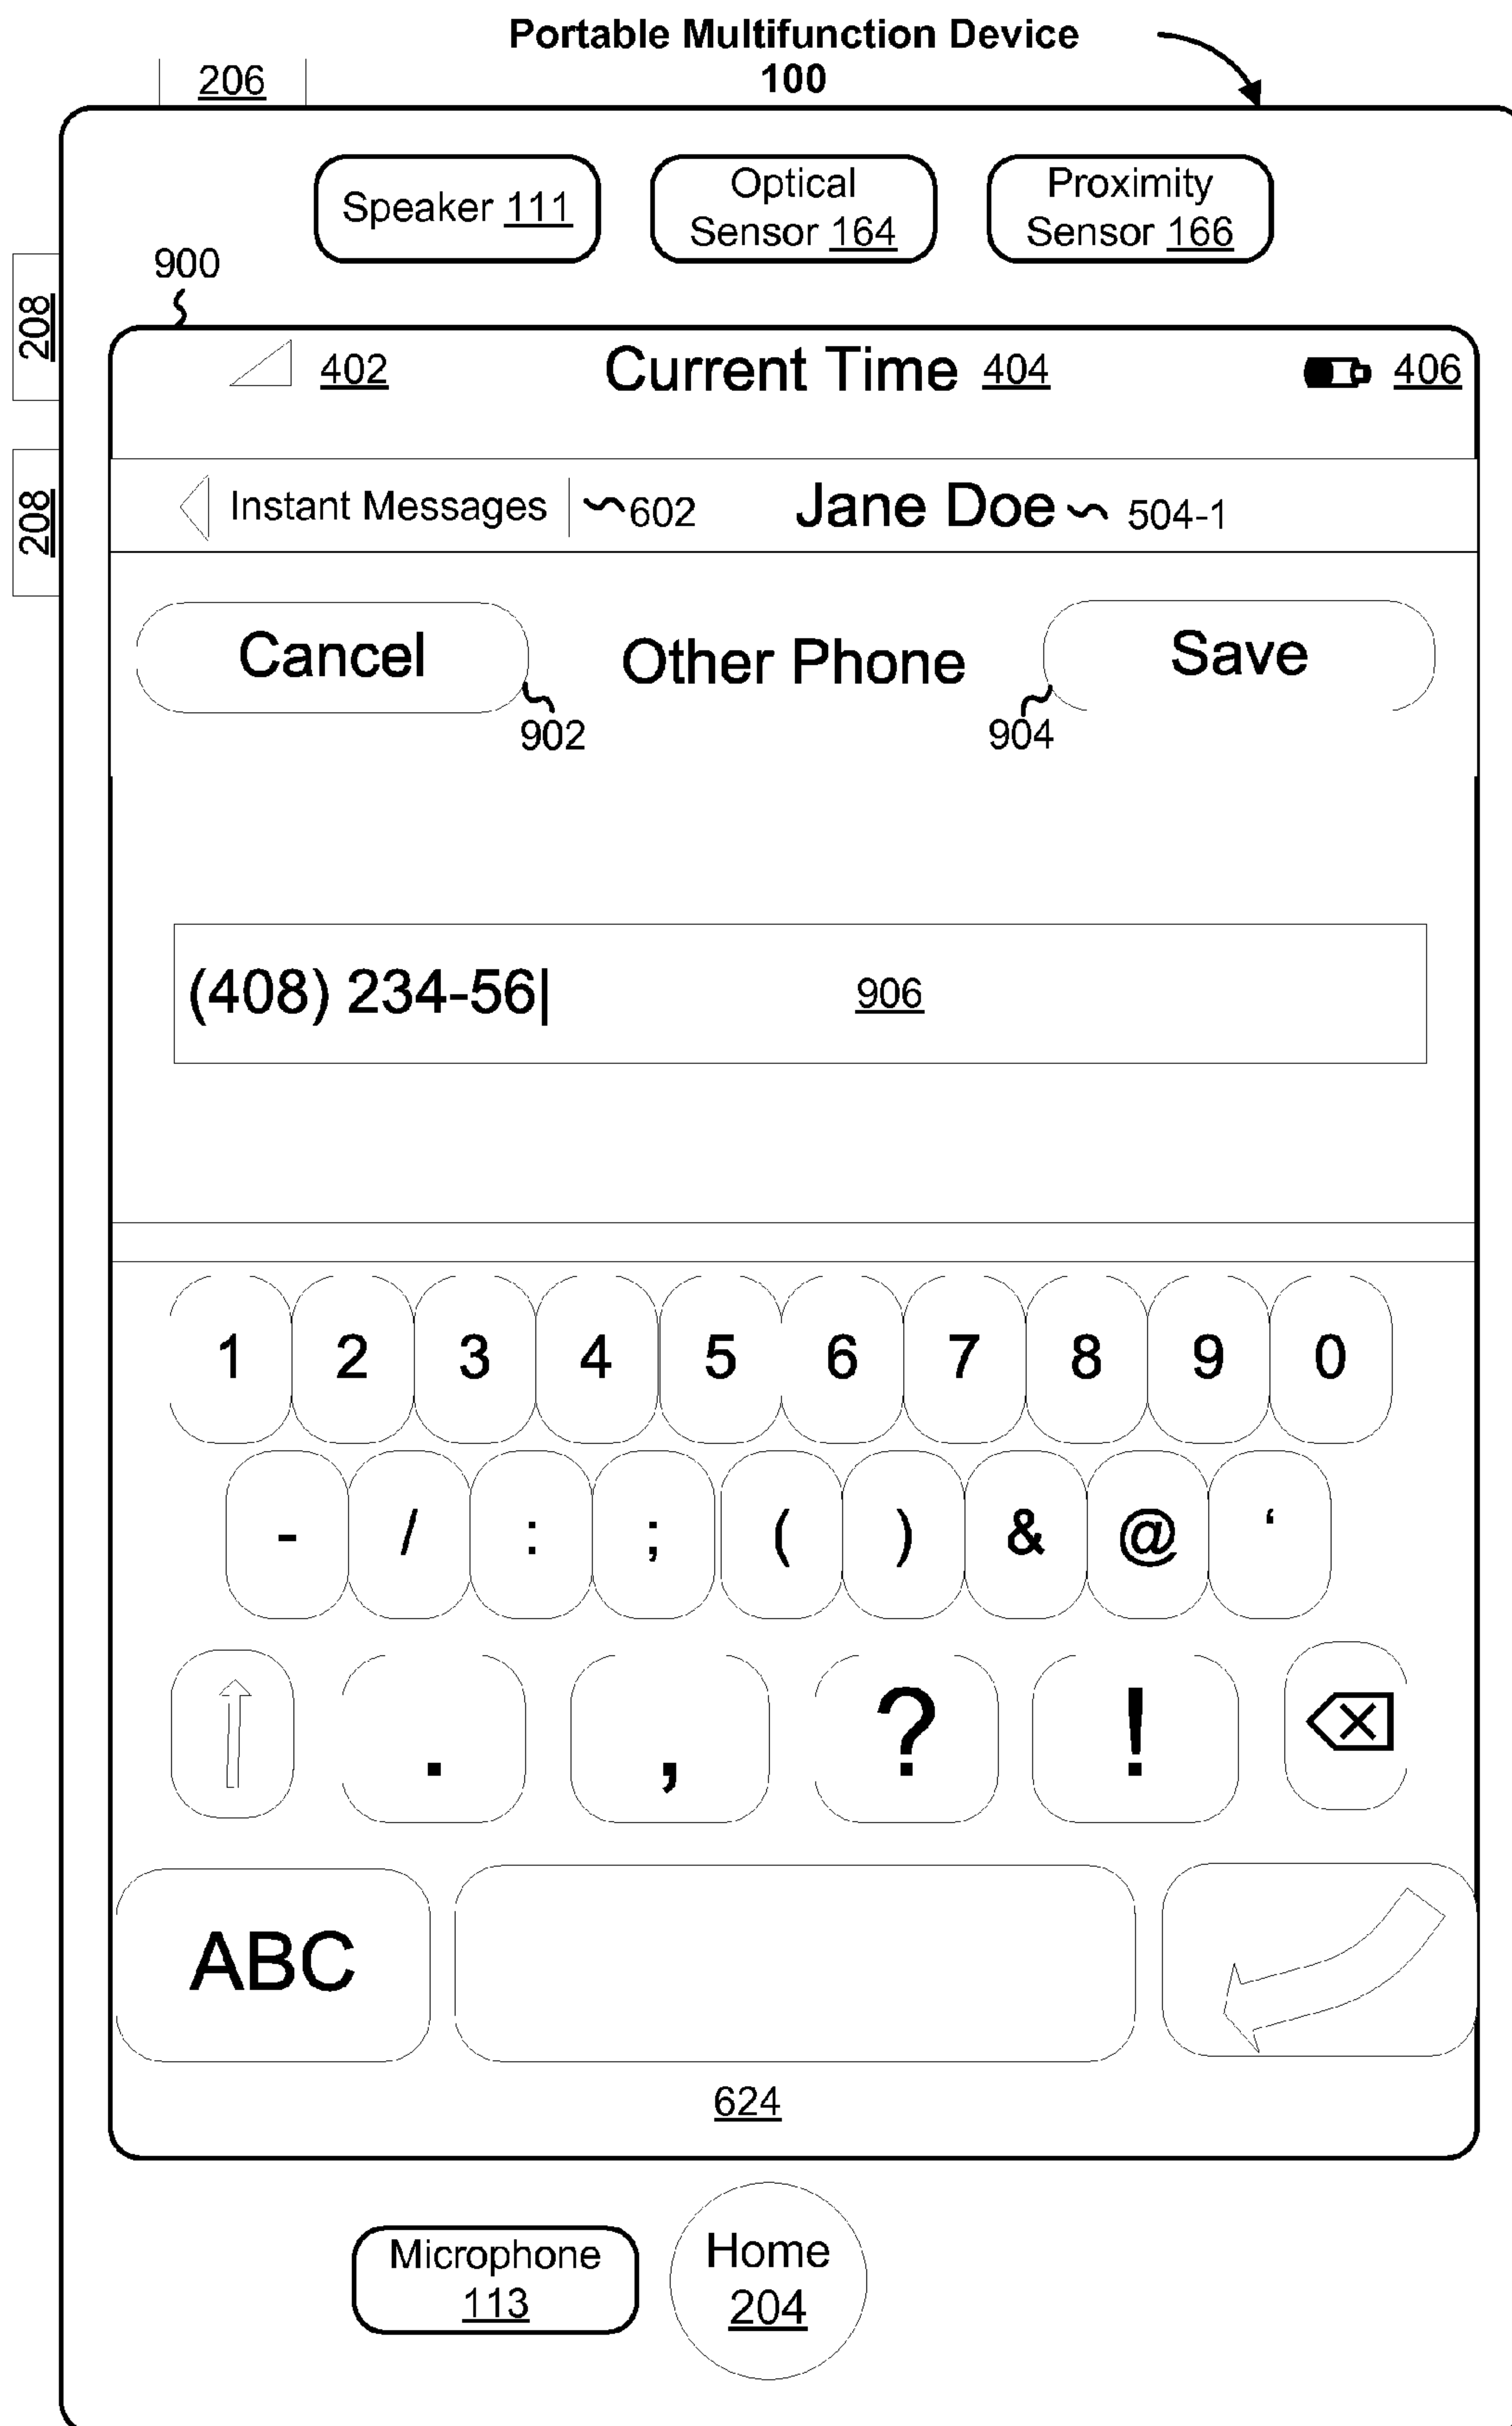 Portable Multifunction Device
100
206
Speaker 111
Optical
Sensor 164
Proximity
Sensor 166
900
208
208
402
Current Time 404
406
Instant Messages
602
Jane Doe
504-1
Cancel
Other Phone
Save
902
904
(408) 234-56|
906
1 2 3 4 5 6 7 8 9 0
- / : ; ( ) & @ ‘
. , ? !
ABC
624
Microphone
113
Home
204